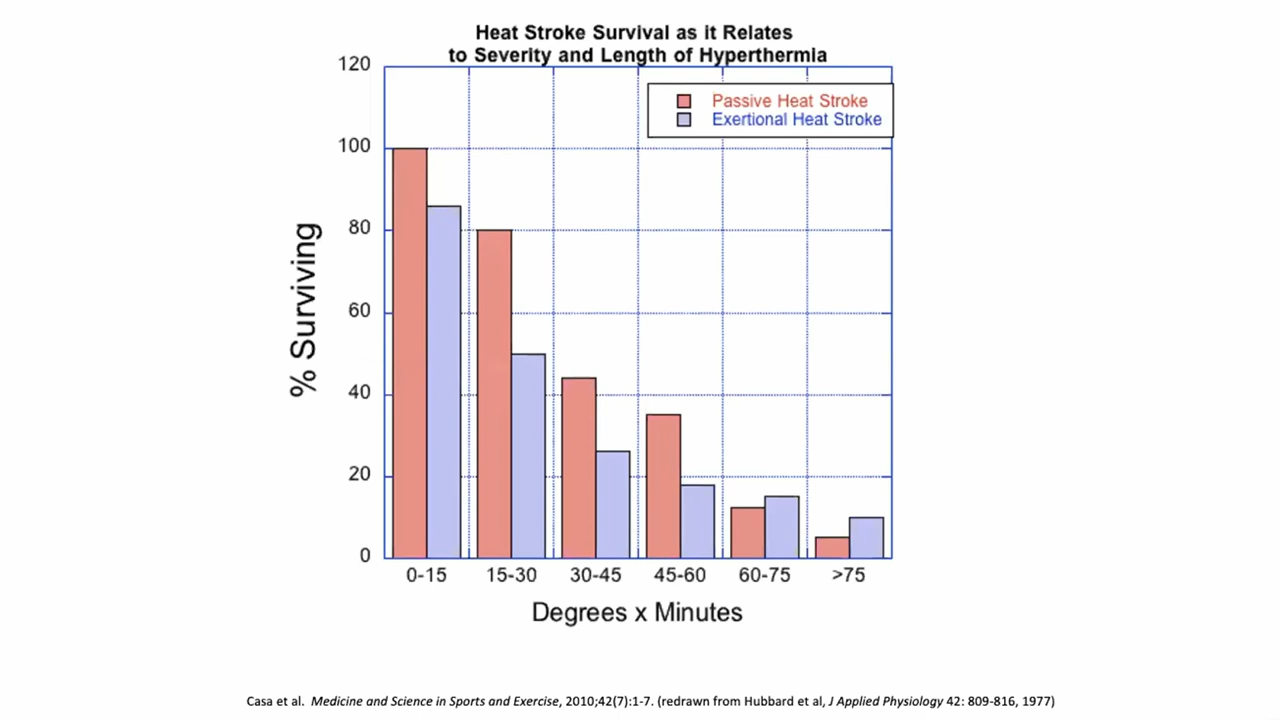 Heat Stroke Survival as it Relates
to Severity and Length of Hyperthermia
120
100
80
60
40
20
0
% Surviving
Passive Heat Stroke
Exertional Heat Stroke
0-15
15-30
30-45
45-60
60-75
>75
Degrees x Minutes
Casa et al. Medicine and Science in Sports and Exercise, 2010;42(7):1-7. (redrawn from Hubbard et al, J Applied Physiology 42: 809-816, 1977)